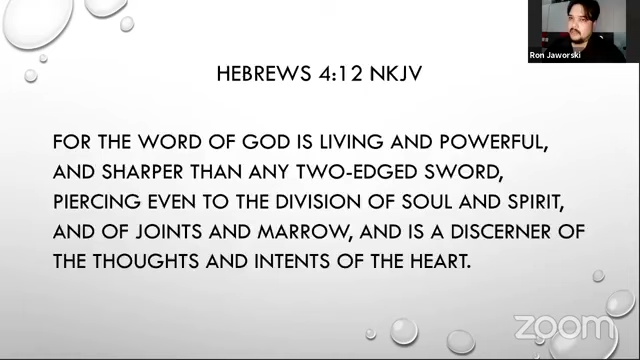 Ron Jaworski
HEBREWS 4:12 NKJV
FOR THE WORD OF GOD IS LIVING AND POWERFUL,
AND SHARPER THAN ANY TWO-EDGED SWORD,
PIERCING EVEN TO THE DIVISION OF SOUL AND SPIRIT,
AND OF JOINTS AND MARROW, AND IS A DISCERNER OF
THE THOUGHTS AND INTENTS OF THE HEART.
zoom